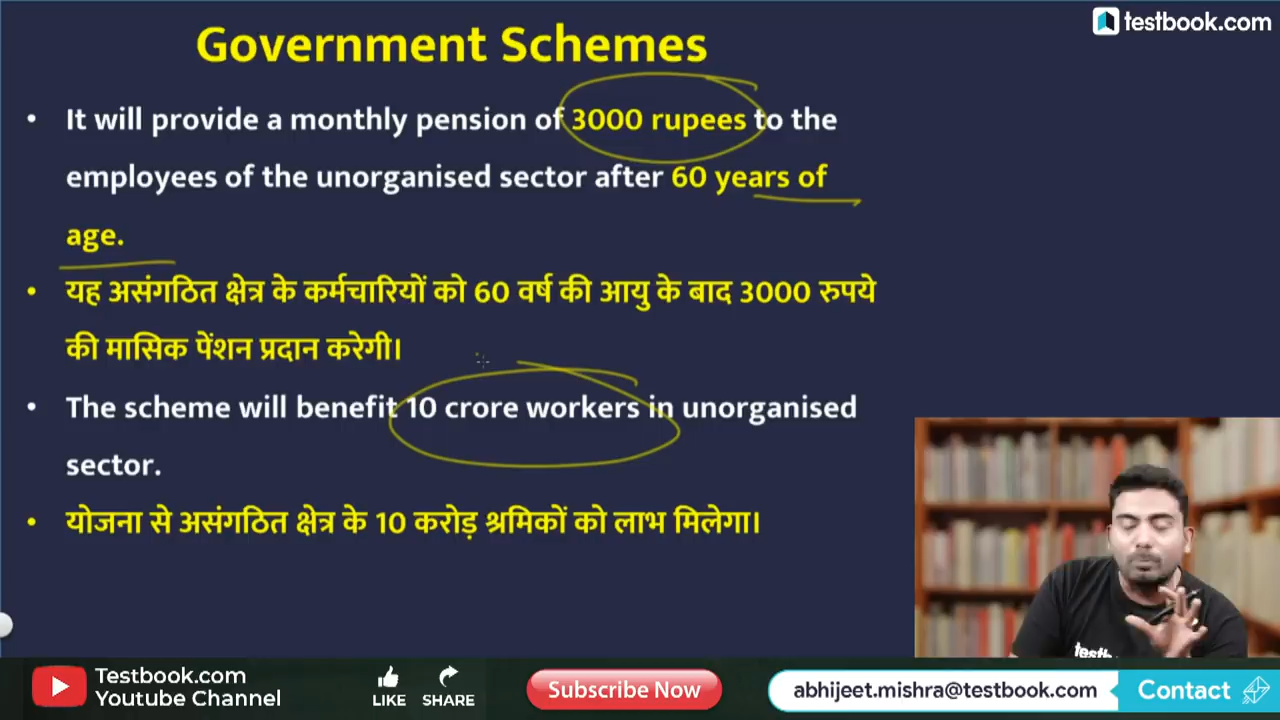 testbook.com
Government Schemes
• It will provide a monthly pension of 3000 rupees to the
employees of the unorganised sector after 60 years of
age.
• यह असंगठित क्षेत्र के कर्मचारियों को 60 वर्ष की आयु के बाद 3000 रुपये
की मासिक पेंशन प्रदान करेगी।
• The scheme will benefit 10 crore workers in unorganised
sector.
• योजना से असंगठित क्षेत्र के 10 करोड़ श्रमिकों को लाभ मिलेगा।
Testbook.com
Youtube Channel
LIKE
SHARE
Subscribe Now
abhijeet.mishra@testbook.com
Contact